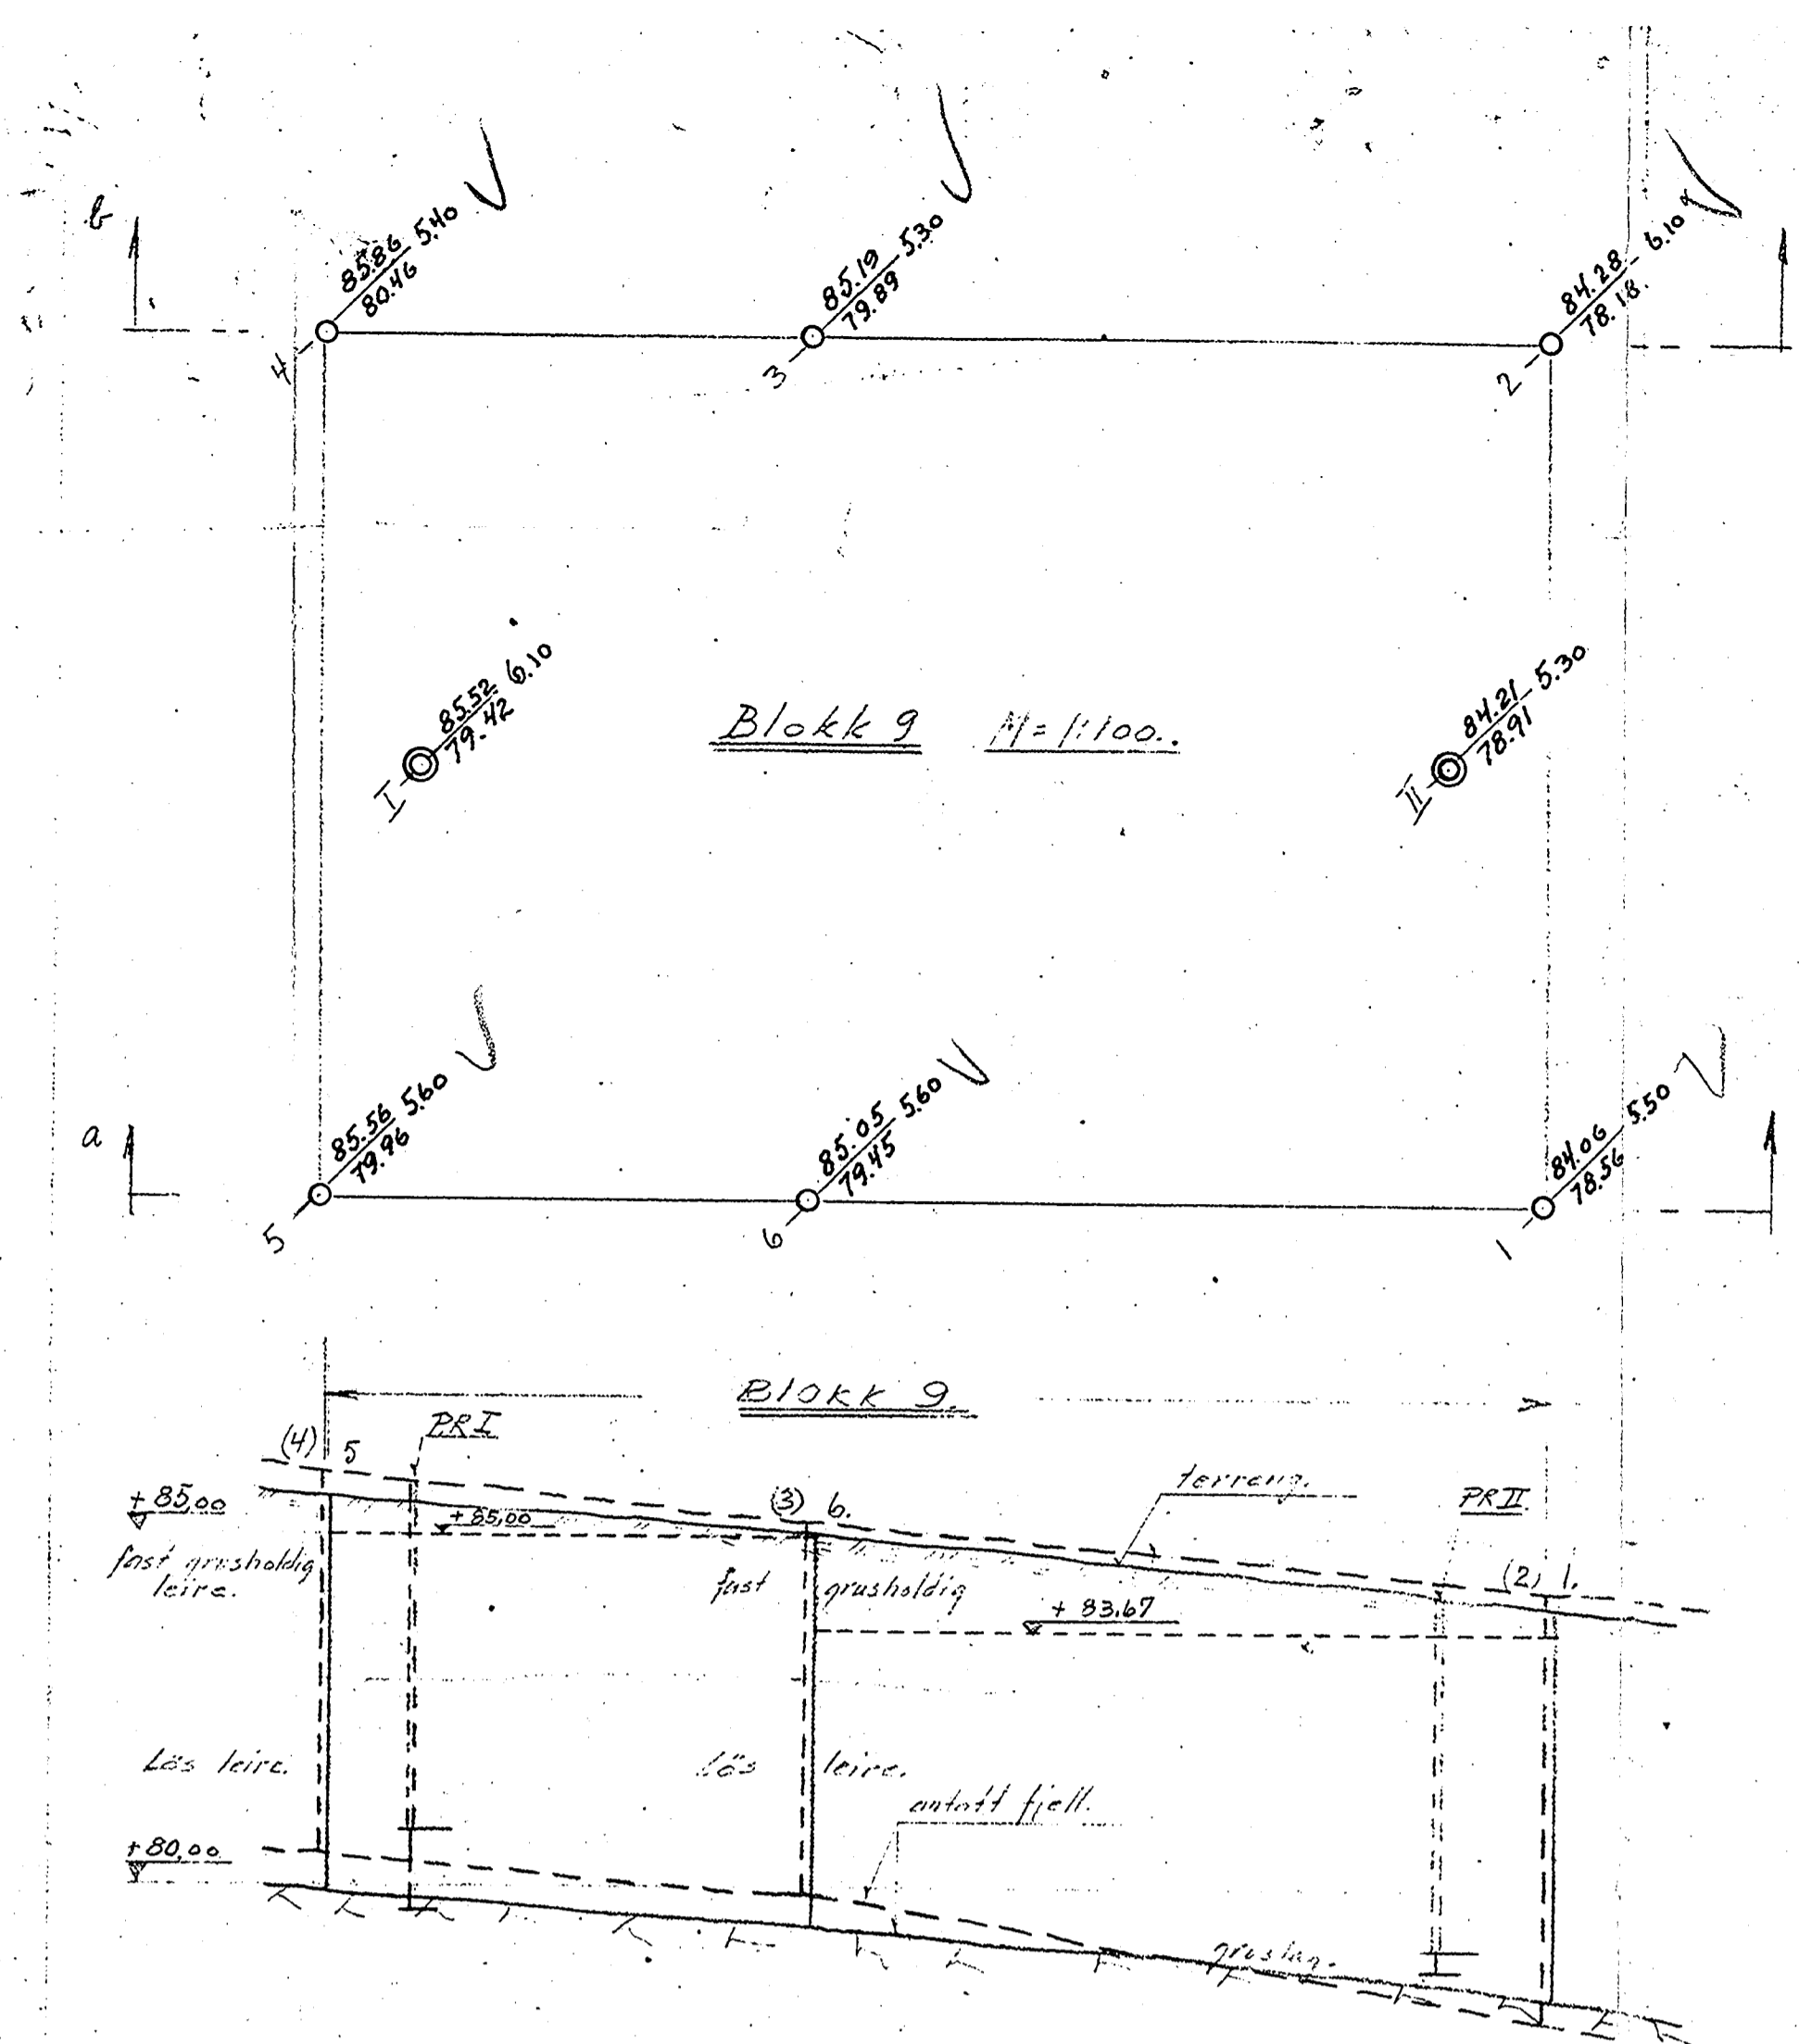 b
85.86 5.40
80.46
4
85.19 5.30
79.89
3
84.28 - 6.10
78.18.
2
85.52 6.10
79.42
I
Blokk 9 M = 1:100..
84.21 5.30
78.91
II
a
85.56 5.60
79.96
5
85.05 5.60
79.45
6
84.06 5.50
78.56
1
Blokk 9.
PR I
(4) 5
terreng.
+ 85,00
+ 85,00
(3) 6.
PR II.
fast grusholdig
leire.
fast grusholdig
(2) 1.
+ 83.67
Lös leire.
lös leire.
antatt fjell.
+ 80,00
gruslag.